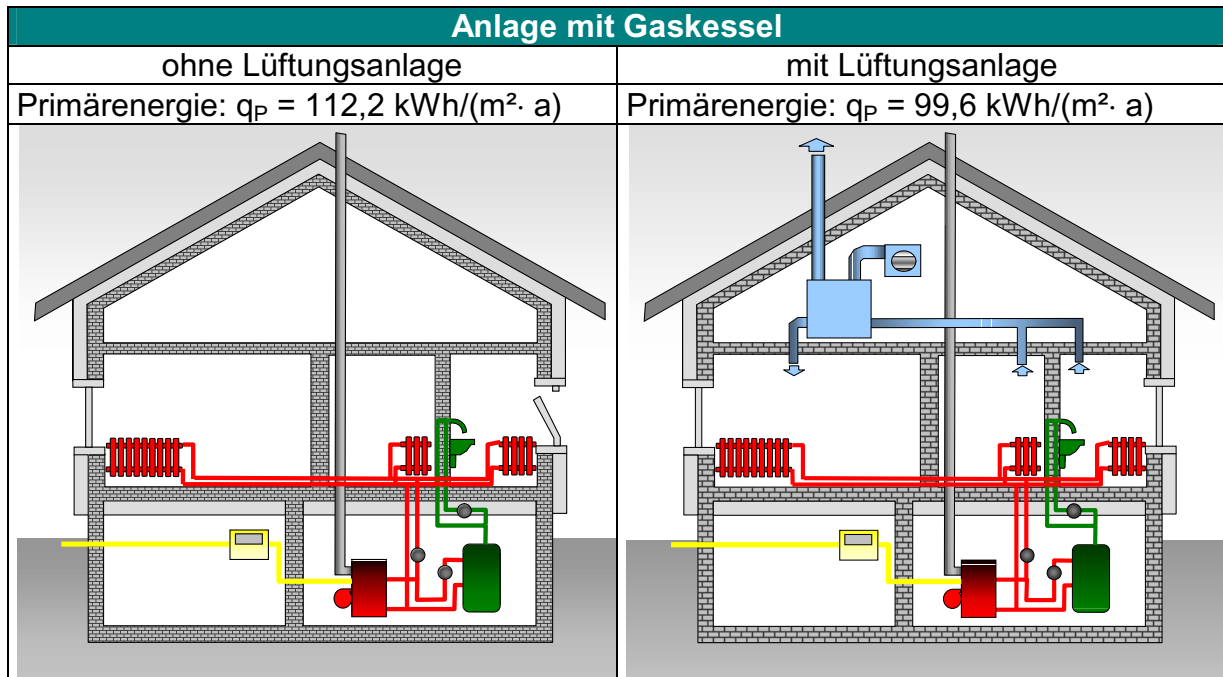 Anlage mit Gaskessel
ohne Lüftungsanlage
mit Lüftungsanlage
Primärenergie: qP = 112,2 kWh/(m²· a)
Primärenergie: qP = 99,6 kWh/(m²· a)